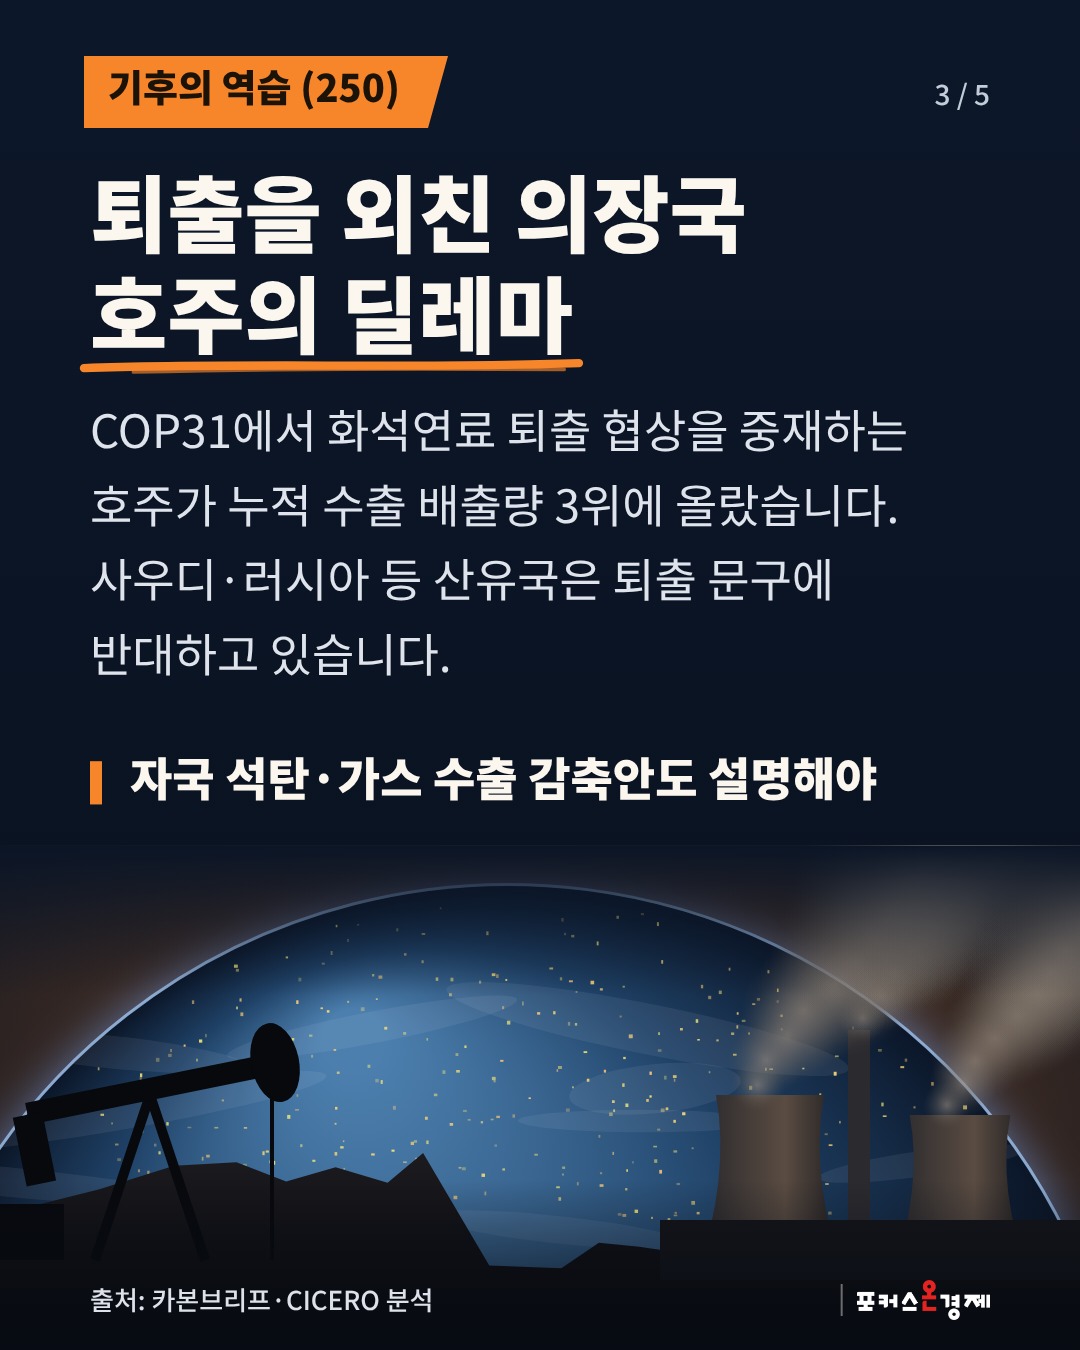 기후의 역습 (250)
3 / 5
퇴출을 외친 의장국
호주의 딜레마
COP31에서 화석연료 퇴출 협상을 중재하는
호주가 누적 수출 배출량 3위에 올랐습니다.
사우디·러시아 등 산유국은 퇴출 문구에
반대하고 있습니다.
자국 석탄·가스 수출 감축안도 설명해야
출처: 카본브리프·CICERO 분석
포커스온경제